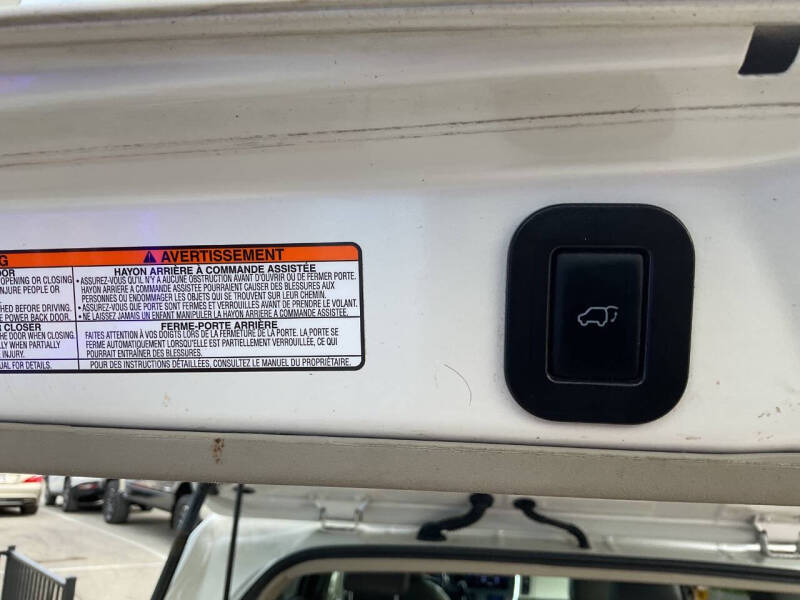 G
OOR
OPENING OR CLOSING
INJURE PEOPLE OR
HED BEFORE DRIVING.
E POWER BACK DOOR.
R CLOSER
HE DOOR WHEN CLOSING.
LLY WHEN PARTIALLY
INJURY.
UAL FOR DETAILS.
AVERTISSEMENT
HAYON ARRIÈRE À COMMANDE ASSISTÉE
• ASSUREZ-VOUS QU'IL N'Y A AUCUNE OBSTRUCTION AVANT D'OUVRIR OU DE FERMER PORTE.
HAYON ARRIÈRE À COMMANDE ASSISTÉE POURRAIENT CAUSER DES BLESSURES AUX
PERSONNES OU ENDOMMAGER LES OBJETS QUI SE TROUVENT SUR LEUR CHEMIN.
• ASSUREZ-VOUS QUE PORTE SONT FERMÉS ET VERROUILLÉS AVANT DE PRENDRE LE VOLANT.
• NE LAISSEZ JAMAIS UN ENFANT MANIPULER LA HAYON ARRIÈRE À COMMANDE ASSISTÉE.
FERME-PORTE ARRIÈRE
FAITES ATTENTION À VOS DOIGTS LORS DE LA FERMETURE DE LA PORTE. LA PORTE SE
FERME AUTOMATIQUEMENT LORSQU'ELLE EST PARTIELLEMENT VERROUILLÉE, CE QUI
POURRAIT ENTRAÎNER DES BLESSURES.
POUR DES INSTRUCTIONS DÉTAILLÉES, CONSULTEZ LE MANUEL DU PROPRIÉTAIRE.